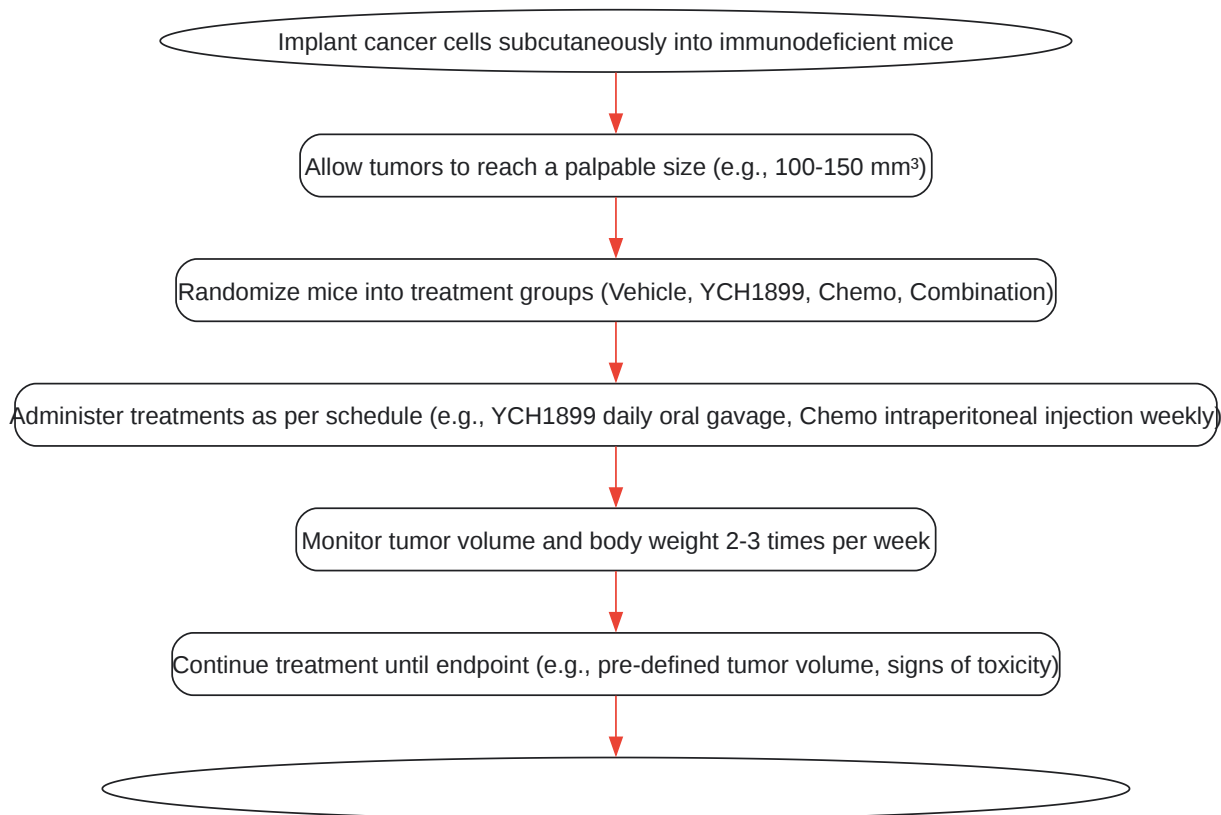 Implant cancer cells subcutaneously into immunodeficient mice
Allow tumors to reach a palpable size (e.g., 100-150 mm³)
Randomize mice into treatment groups (Vehicle, YCH1899, Chemo, Combination)
Administer treatments as per schedule (e.g., YCH1899 daily oral gavage, Chemo intraperitoneal injection weekly)
Monitor tumor volume and body weight 2-3 times per week
Continue treatment until endpoint (e.g., pre-defined tumor volume, signs of toxicity)